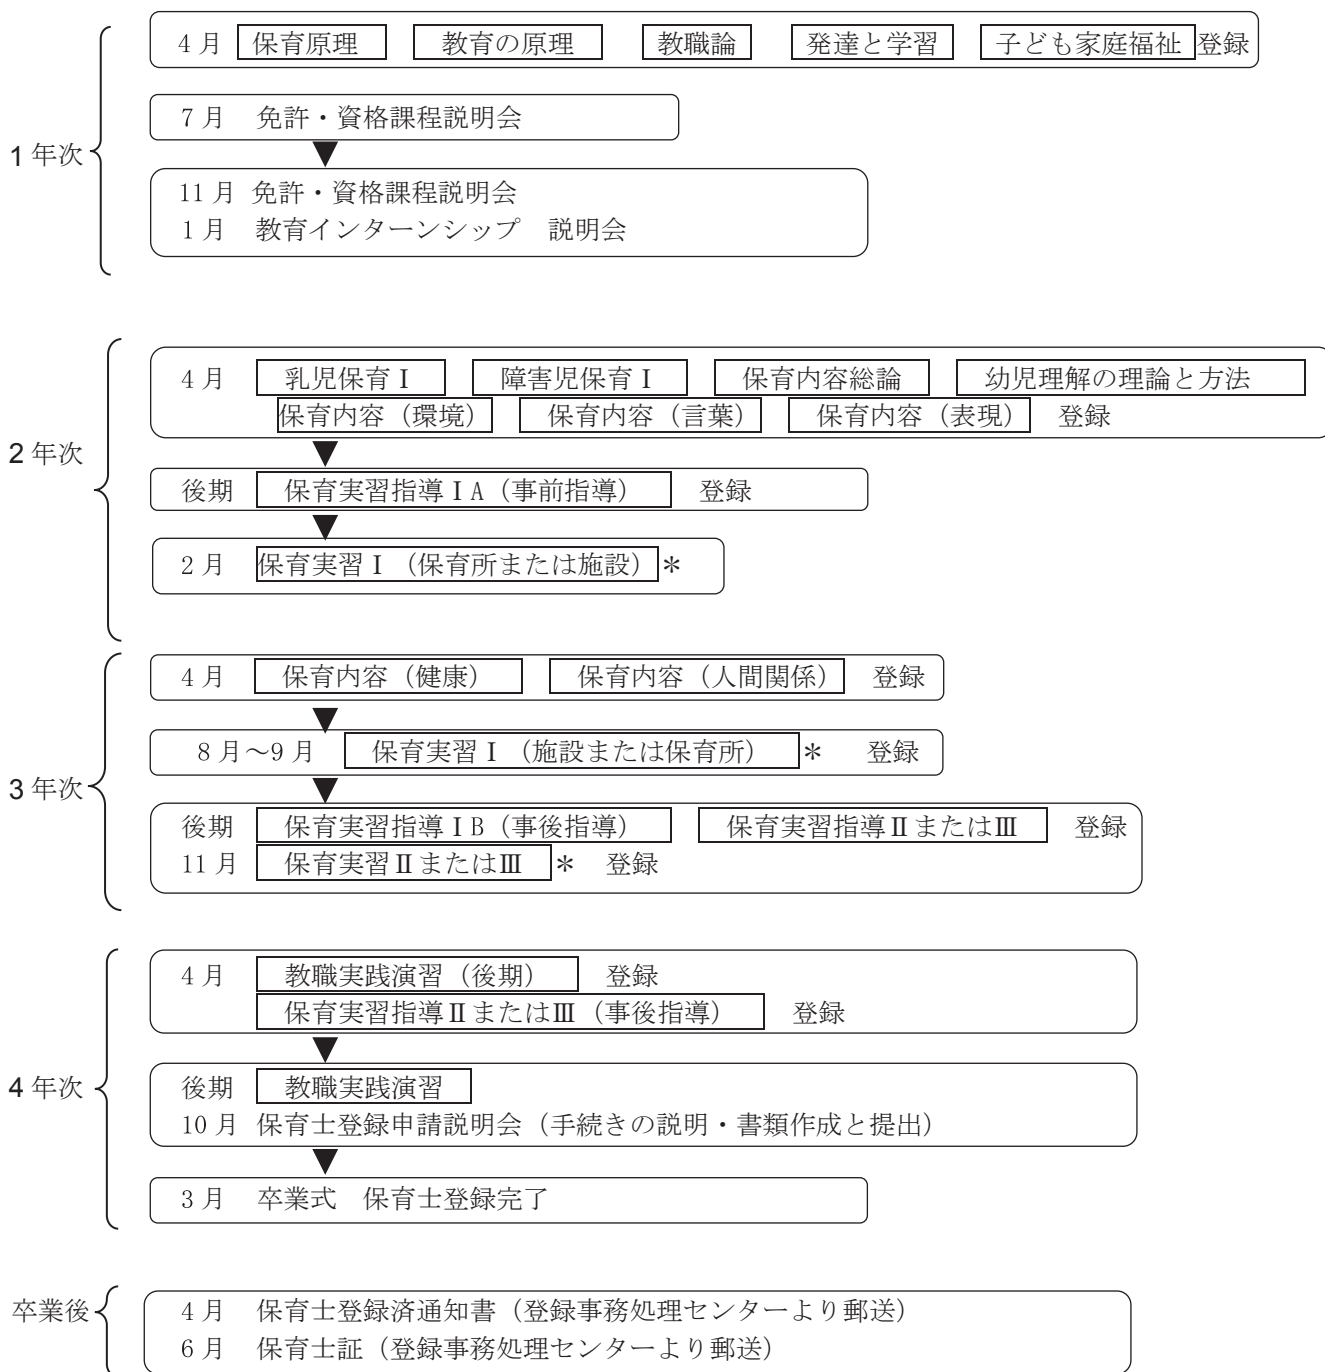 1年次
4月 保育原理 教育の原理 教職論 発達と学習 子ども家庭福祉 登録
7月 免許・資格課程説明会
11月 免許・資格課程説明会
1月 教育インターンシップ 説明会
2年次
4月 乳児保育Ⅰ 障害児保育Ⅰ 保育内容総論 幼児理解の理論と方法
保育内容（環境） 保育内容（言葉） 保育内容（表現） 登録
後期 保育実習指導ⅠA（事前指導） 登録
2月 保育実習Ⅰ（保育所または施設）＊
3年次
4月 保育内容（健康） 保育内容（人間関係） 登録
8月～9月 保育実習Ⅰ（施設または保育所）＊ 登録
後期 保育実習指導ⅠB（事後指導） 保育実習指導ⅡまたはⅢ 登録
11月 保育実習ⅡまたはⅢ＊ 登録
4年次
4月 教職実践演習（後期） 登録
保育実習指導ⅡまたはⅢ（事後指導） 登録
後期 教職実践演習
10月 保育士登録申請説明会（手続きの説明・書類作成と提出）
3月 卒業式 保育士登録完了
卒業後
4月 保育士登録済通知書（登録事務処理センターより郵送）
6月 保育士証（登録事務処理センターより郵送）